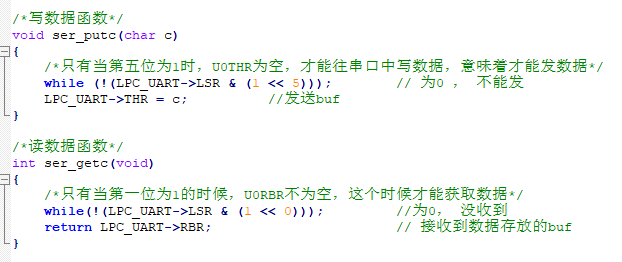 /*写数据函数*/
void ser_putc(char c)
{
/*只有当第五位为1时，U0THR为空，才能往串口中写数据，意味着才能发数据*/
while (!(LPC_UART->LSR & (1 << 5))); // 为0 ， 不能发
LPC_UART->THR = c; //发送buf
}
/*读数据函数*/
int ser_getc(void)
{
/*只有当第一位为1的时候，U0RBR不为空，这个时候才能获取数据*/
while(!(LPC_UART->LSR & (1 << 0))); //为0， 没收到
return LPC_UART->RBR; // 接收到数据存放的buf
}